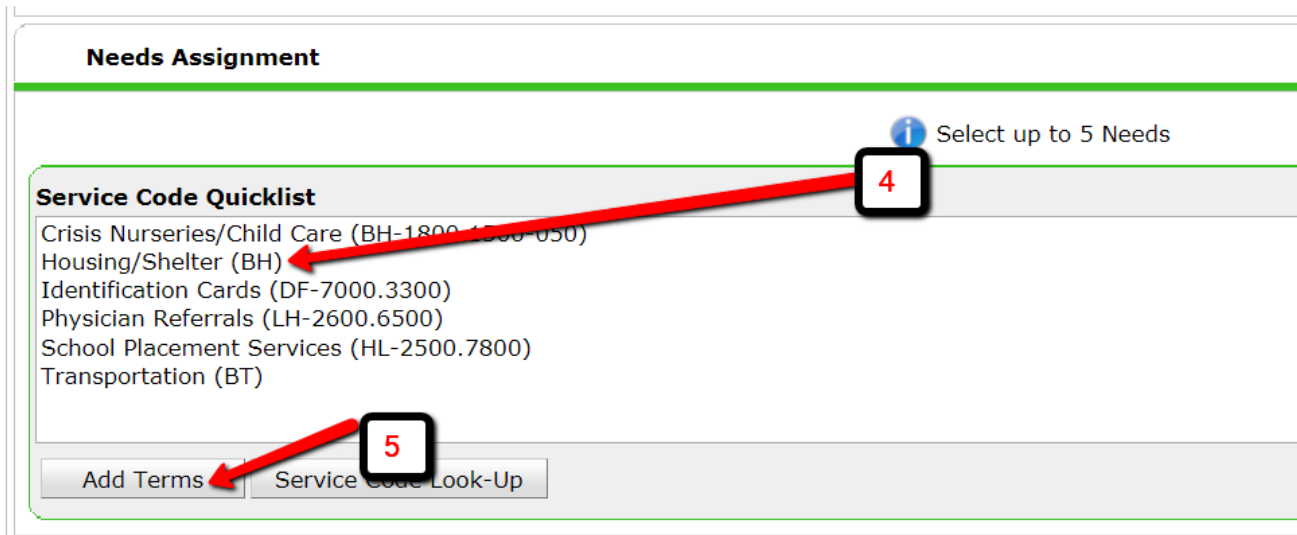 Needs Assignment
Select up to 5 Needs
4
Service Code Quicklist
Crisis Nurseries/Child Care (BH-1800.1500-050)
Housing/Shelter (BH)
Identification Cards (DF-7000.3300)
Physician Referrals (LH-2600.6500)
School Placement Services (HL-2500.7800)
Transportation (BT)
5
Add Terms
Service Code Look-Up